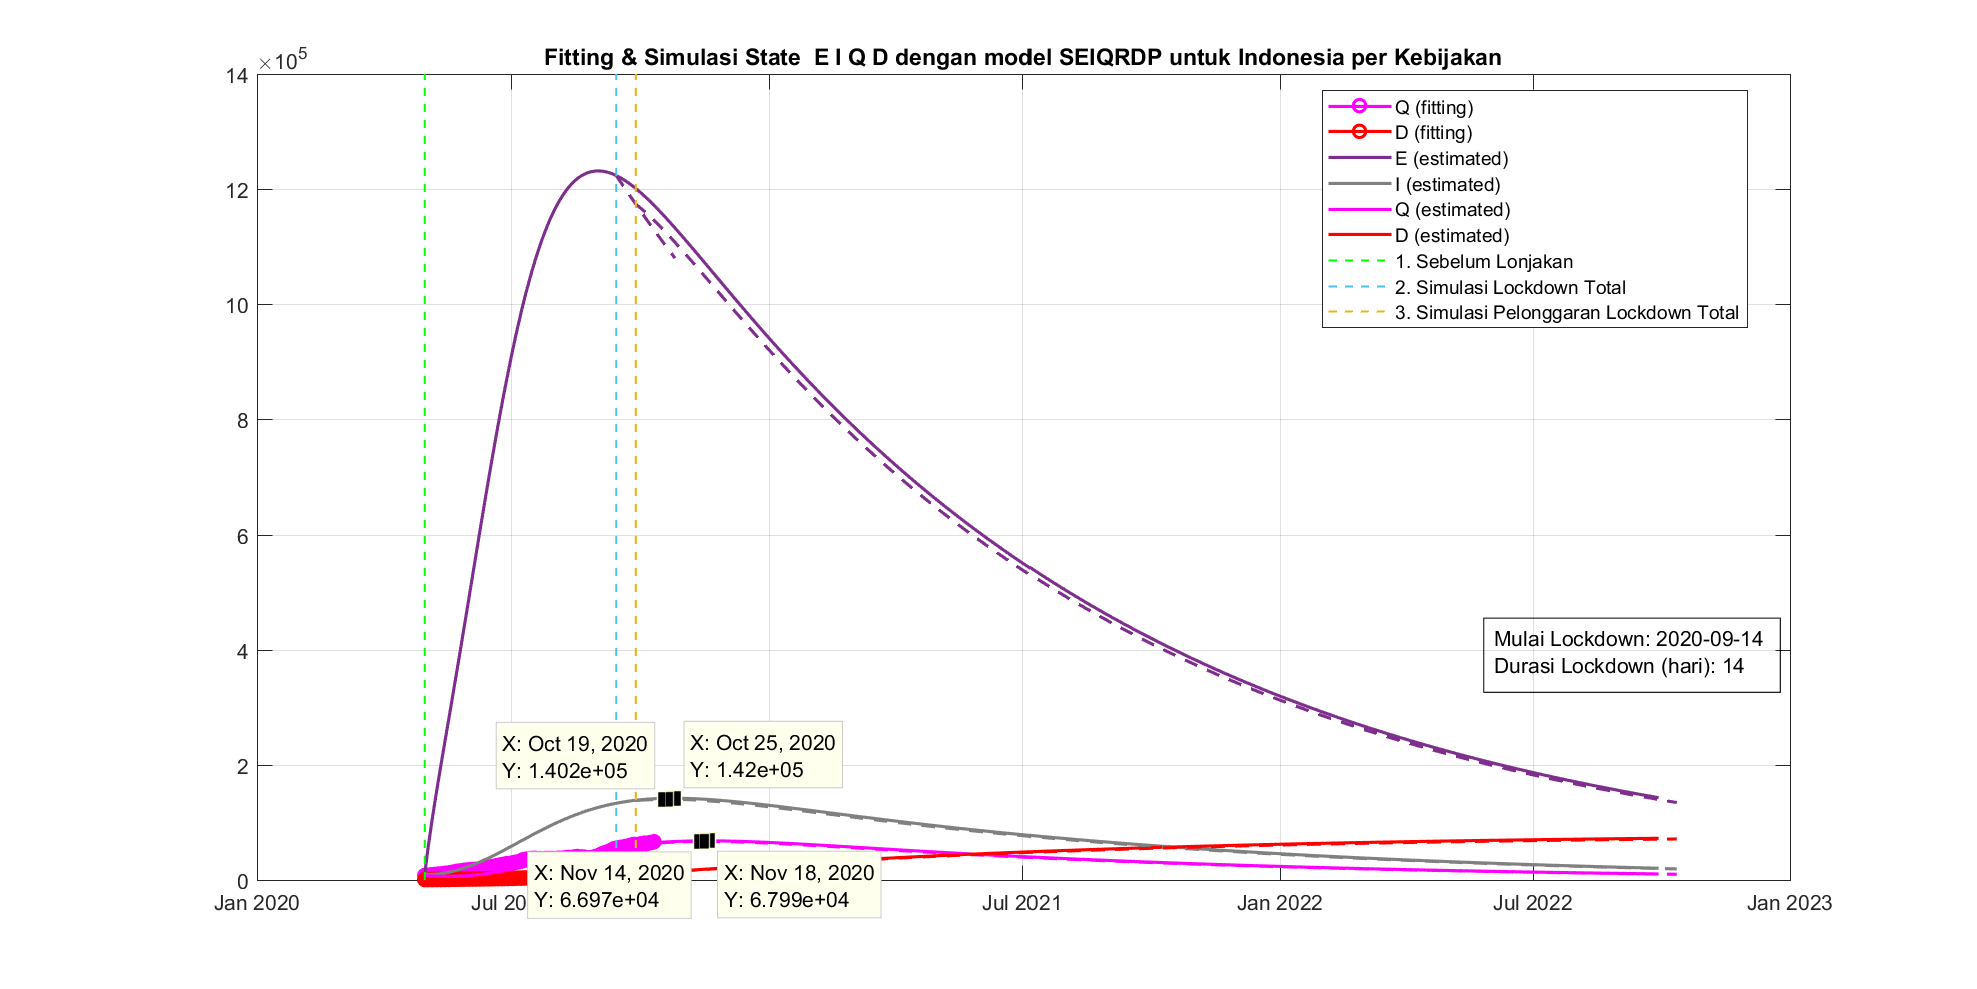 Fitting & Simulasi State  E I Q D dengan model SEIQRDP untuk Indonesia per Kebijakan
×10^5
14
12
10
8
6
4
2
0
Q (fitting)
D (fitting)
E (estimated)
I (estimated)
Q (estimated)
D (estimated)
1. Sebelum Lonjakan
2. Simulasi Lockdown Total
3. Simulasi Pelonggaran Lockdown Total
Mulai Lockdown: 2020-09-14
Durasi Lockdown (hari): 14
X: Oct 19, 2020
Y: 1.402e+05
X: Oct 25, 2020
Y: 1.42e+05
X: Nov 14, 2020
Y: 6.697e+04
X: Nov 18, 2020
Y: 6.799e+04
Jan 2020
Jul 20
Jul 2021
Jan 2022
Jul 2022
Jan 2023